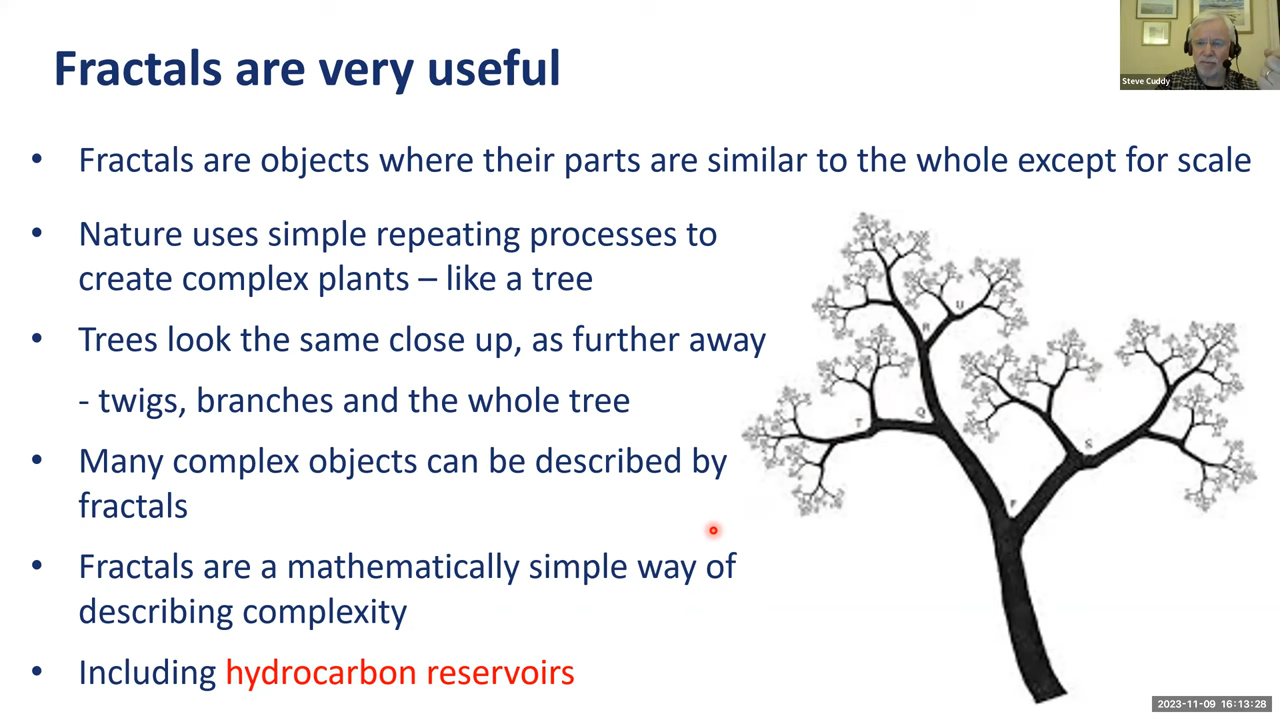 Fractals are very useful
Steve Cuddy
• Fractals are objects where their parts are similar to the whole except for scale
• Nature uses simple repeating processes to
create complex plants – like a tree
• Trees look the same close up, as further away
- twigs, branches and the whole tree
• Many complex objects can be described by
fractals
• Fractals are a mathematically simple way of
describing complexity
• Including hydrocarbon reservoirs
U
R
Q
T
S
P
2023-11-09 16:13:28